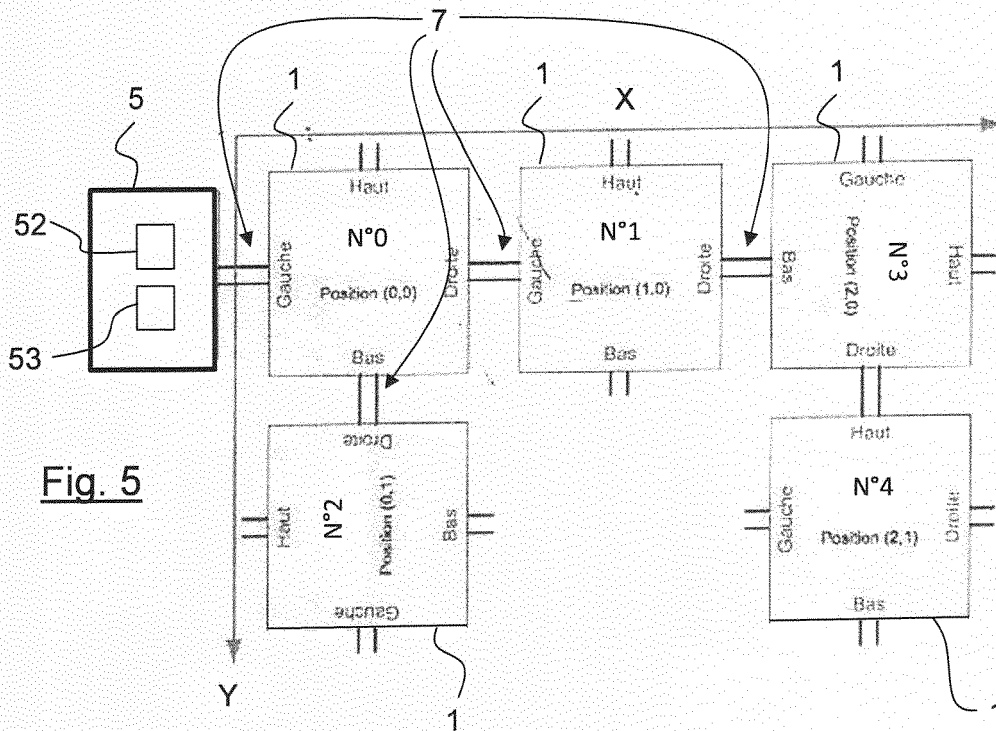 7
1
1
X
1
5
52
53
Haut
N°0
Gauche
Droite
Position (0,0)
Bas
Haut
N°1
Gauche
Droite
Position (1,0)
Bas
Gauche
N°3
Bas
Haut
Position (2,0)
Droite
Droite
N°2
Haut
Bas
Position (0,1)
Gauche
Haut
N°4
Gauche
Droite
Position (2,1)
Bas
Fig. 5
Y
1